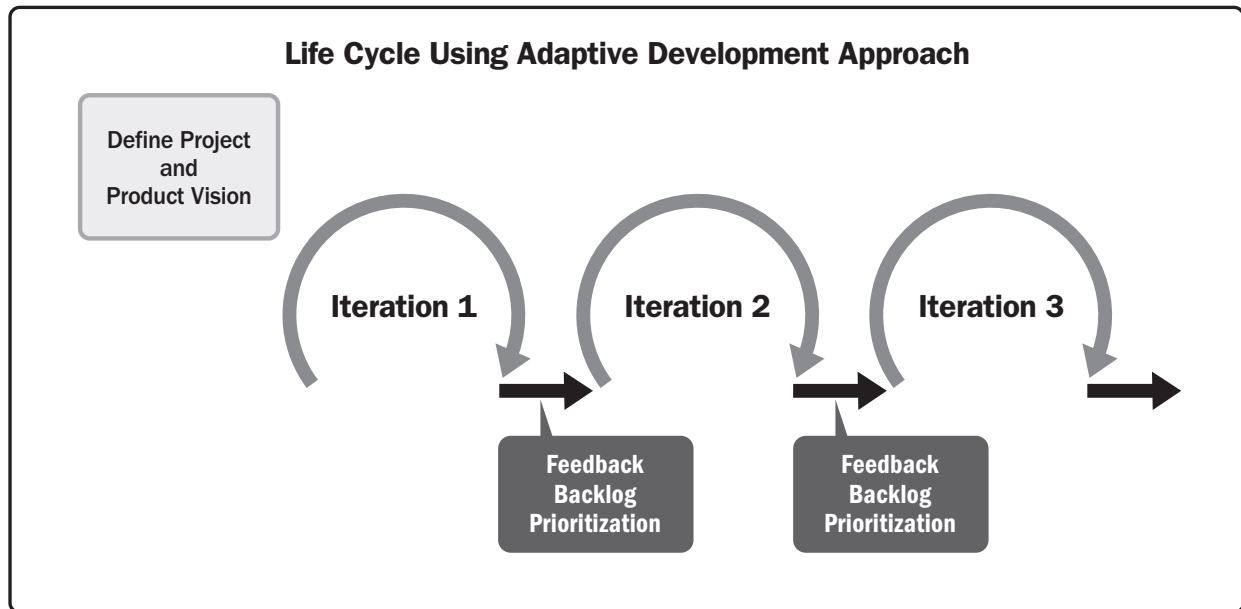 Life Cycle Using Adaptive Development Approach
Define Project
and
Product Vision
Iteration 1
Iteration 2
Iteration 3
Feedback
Backlog
Prioritization
Feedback
Backlog
Prioritization